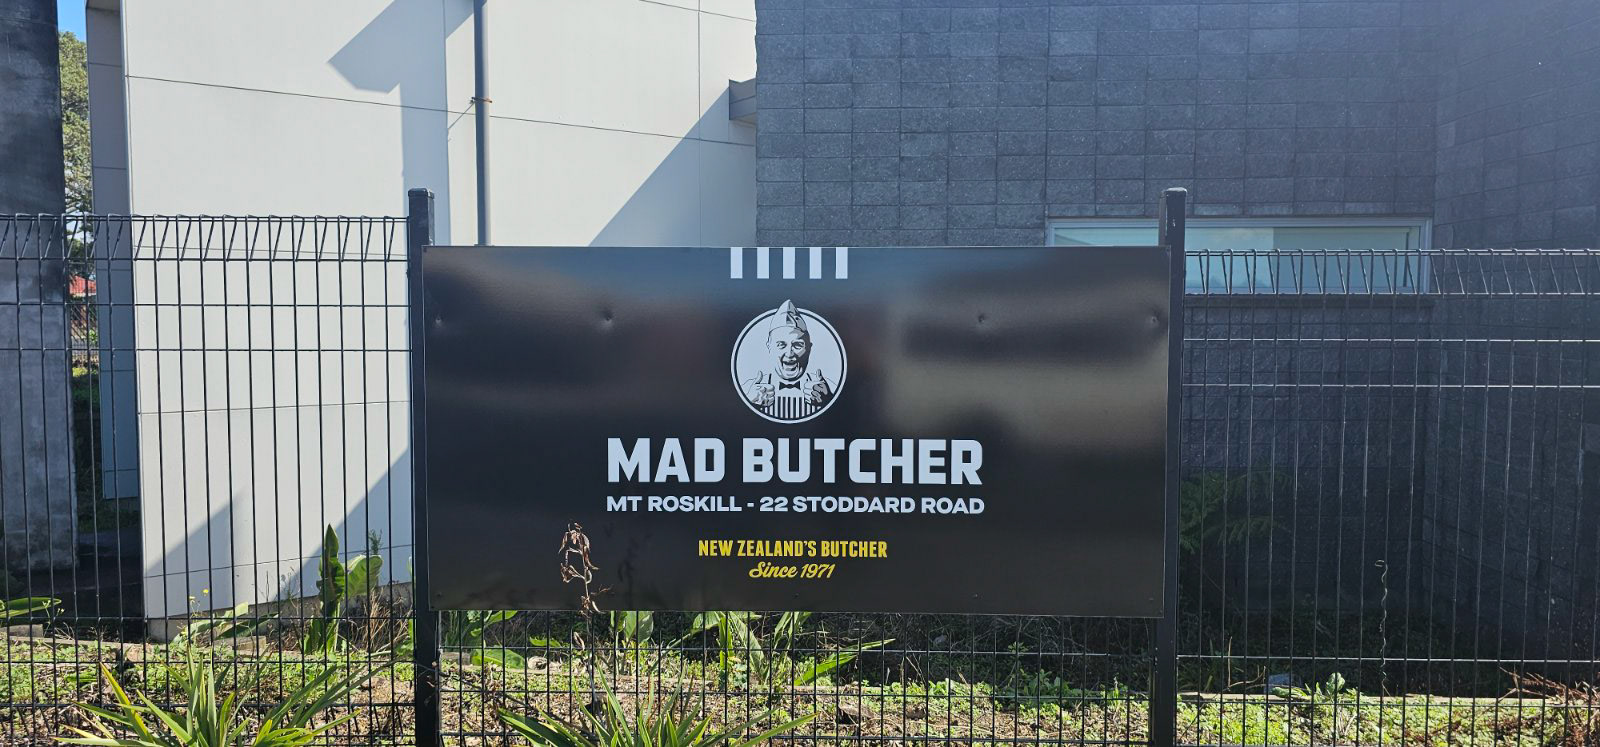 MAD BUTCHER
MT ROSKILL - 22 STODDARD ROAD
NEW ZEALAND'S BUTCHER
Since 1971